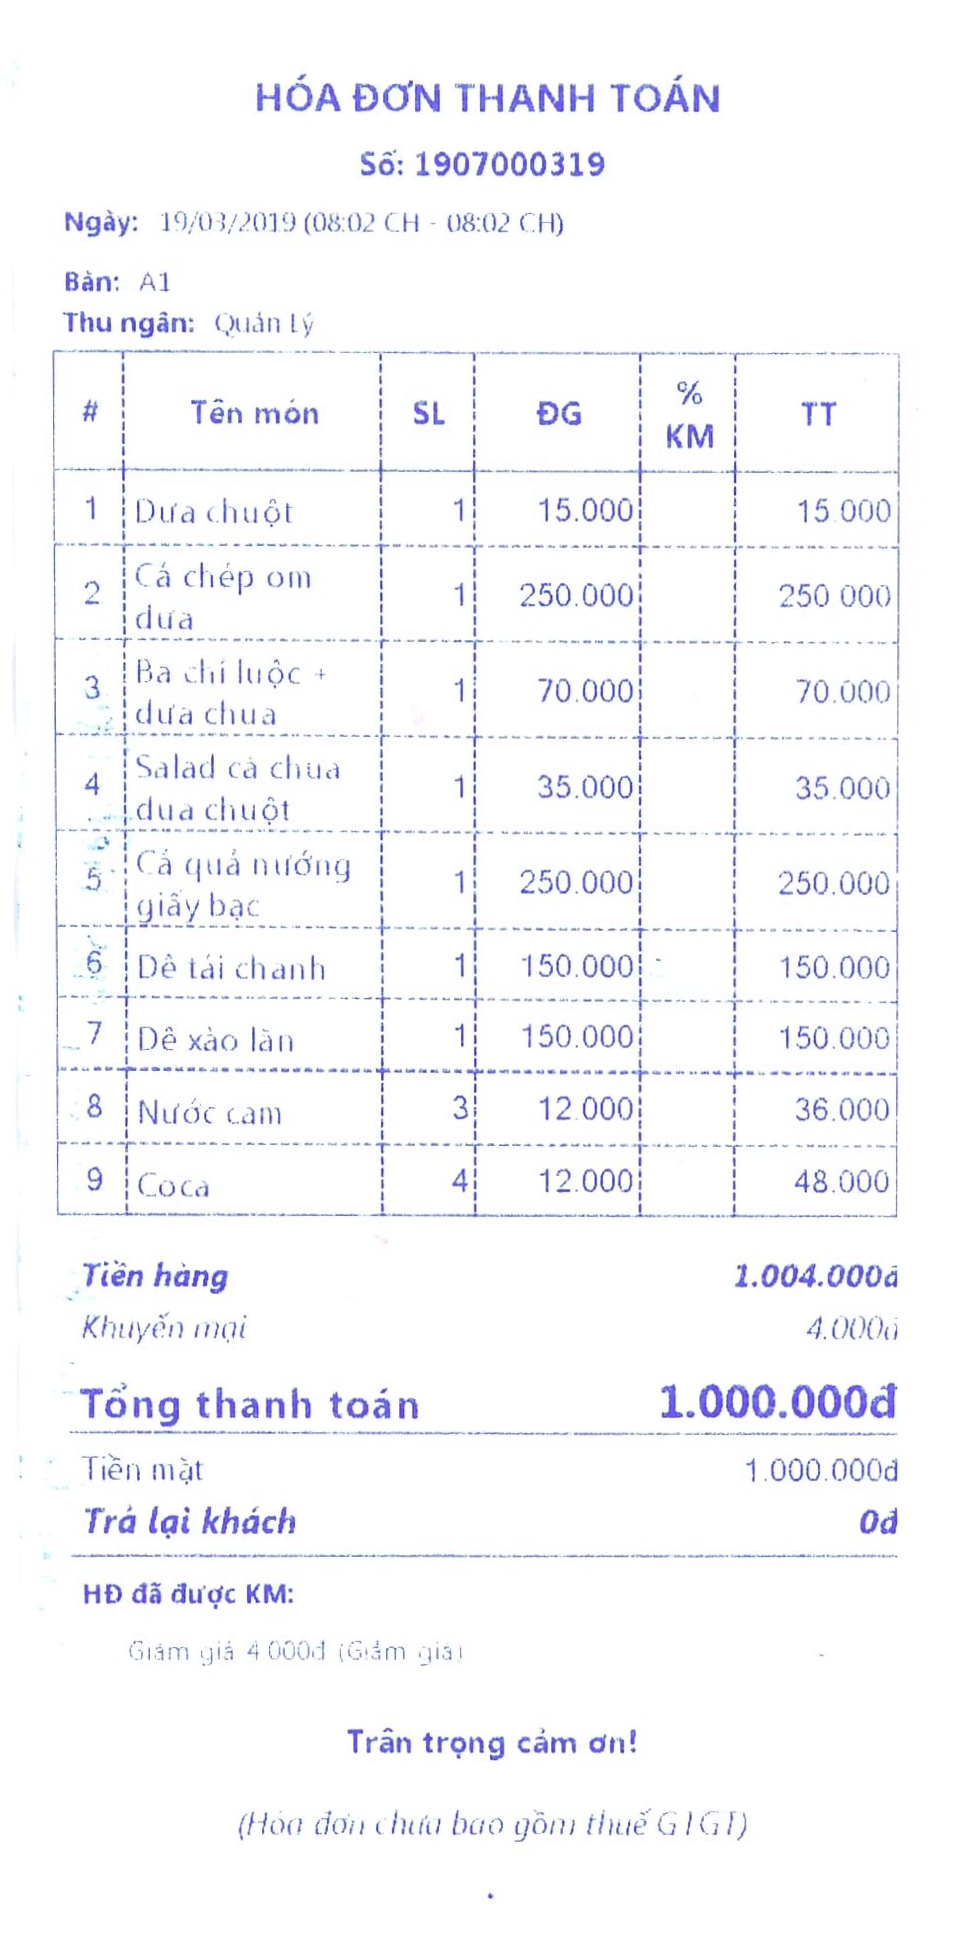 HÓA ĐƠN THANH TOÁN
Số: 1907000319
Ngày: 19/03/2019 (08:02 CH - 08:02 CH)
Bàn: A1
Thu ngân: Quản Lý
# Tên món SL ĐG % KM TT
1 Dưa chuột 1 15.000 15.000
2 Cá chép om dưa 1 250.000 250 000
3 Ba chỉ luộc + dưa chua 1 70.000 70.000
4 Salad cà chua dua chuột 1 35.000 35.000
5 Cá quả nướng giấy bạc 1 250.000 250.000
6 Dê tái chanh 1 150.000 150.000
7 Dê xào lăn 1 150.000 150.000
8 Nước cam 3 12.000 36.000
9 Coca 4 12.000 48.000
Tiền hàng 1.004.000đ
Khuyến mại 4.000đ
Tổng thanh toán 1.000.000đ
Tiền mặt 1.000.000đ
Trả lại khách 0đ
HĐ đã được KM:
Giảm giá 4.000đ (Giảm giá)
Trân trọng cảm ơn!
(Hóa đơn chưa bao gồm thuế GTGT)